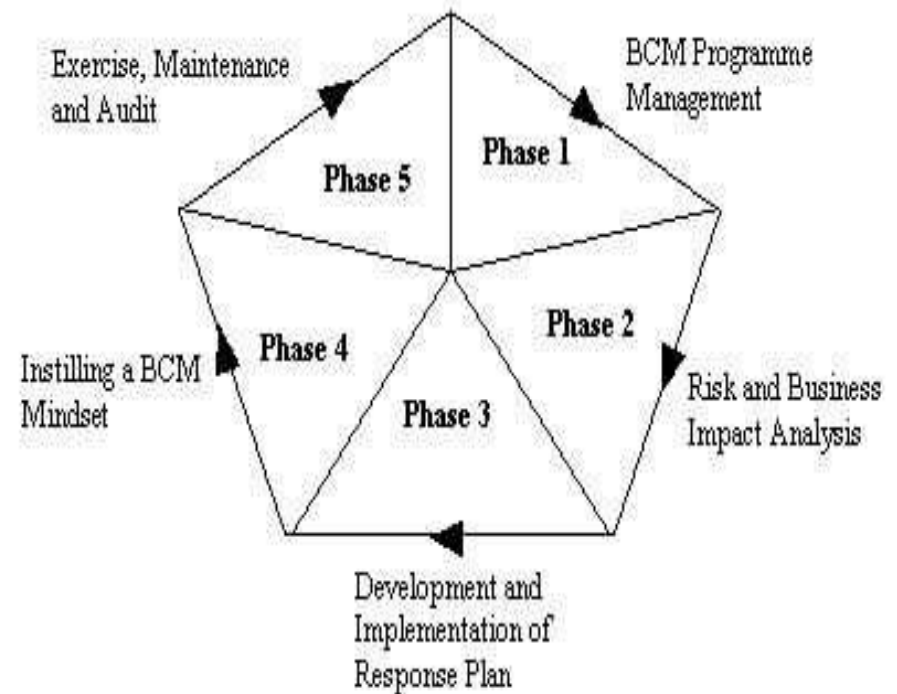 Exercise, Maintenance
and Audit
BCM Programme
Management
Phase 1
Phase 5
Phase 2
Phase 4
Phase 3
Instilling a BCM
Mindset
Risk and Business
Impact Analysis
Development and
Implementation of
Response Plan